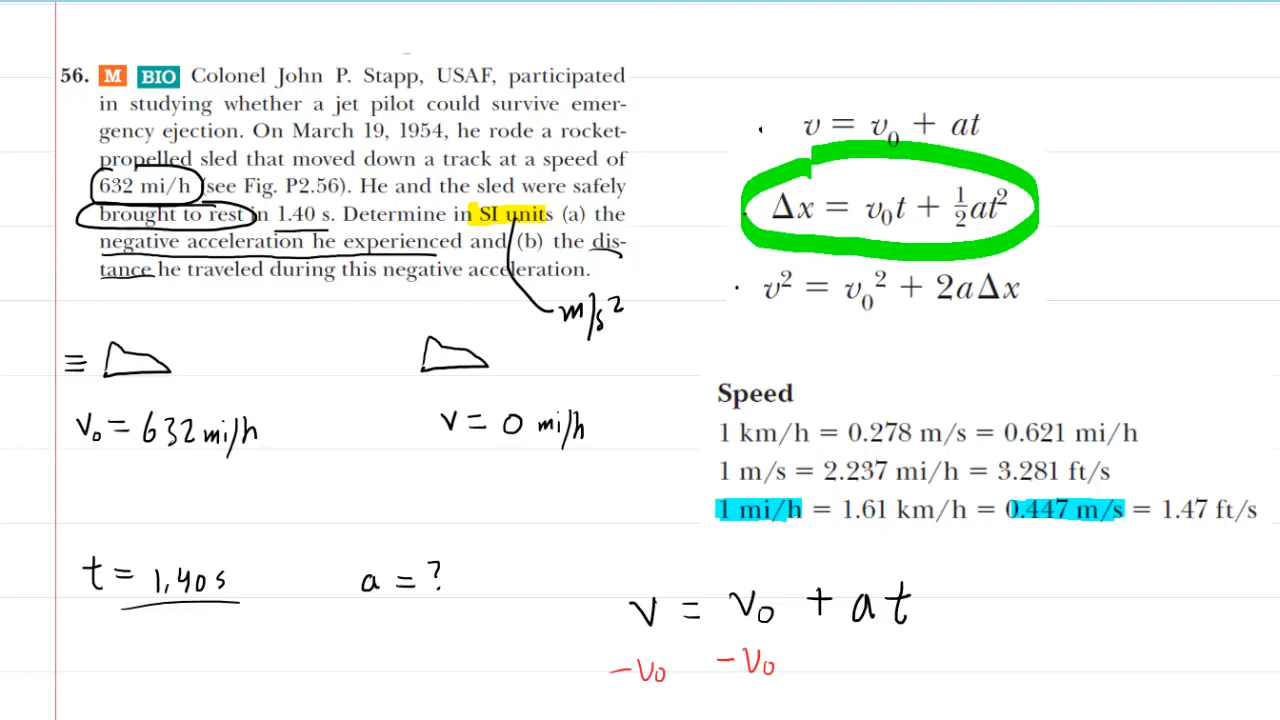 56. M BIO Colonel John P. Stapp, USAF, participated
in studying whether a jet pilot could survive emer-
gency ejection. On March 19, 1954, he rode a rocket-
propelled sled that moved down a track at a speed of
632 mi/h (see Fig. P2.56). He and the sled were safely
brought to rest in 1.40 s. Determine in SI units (a) the
negative acceleration he experienced and (b) the dis-
tance he traveled during this negative acceleration.
m/s²
v₀ = 632 mi/h
v = 0 mi/h
t = 1.40 s
a = ?
v = v₀ + at
Δx = v₀t + ½at²
v² = v₀² + 2aΔx
Speed
1 km/h = 0.278 m/s = 0.621 mi/h
1 m/s = 2.237 mi/h = 3.281 ft/s
1 mi/h = 1.61 km/h = 0.447 m/s = 1.47 ft/s
v = v₀ + at
-v₀ -v₀